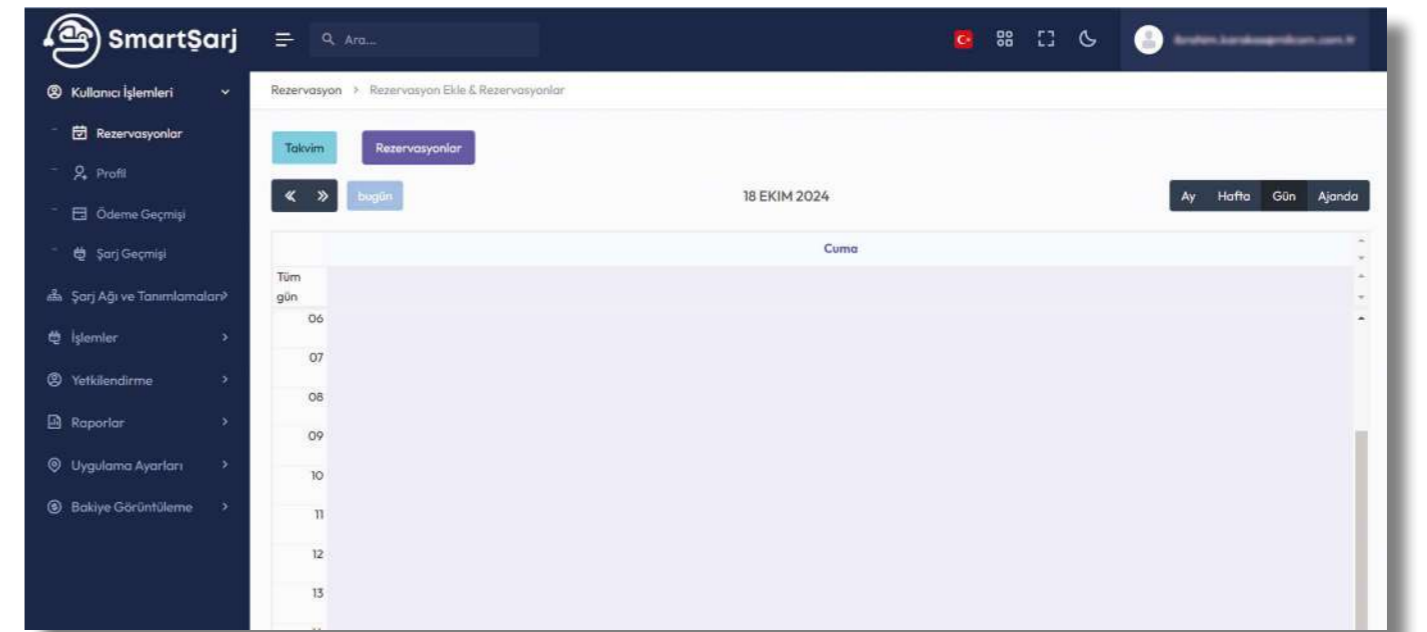 SmartŞarj
Ara...
Kullanıcı İşlemleri
Rezervasyonlar
Profil
Ödeme Geçmişi
Şarj Geçmişi
Şarj Ağı ve Tanımlamalar
İşlemler
Yetkilendirme
Raporlar
Uygulama Ayarları
Bakiye Görüntüleme
Rezervasyon > Rezervasyon Ekle & Rezervasyonlar
Takvim Rezervasyonlar
« » bugün 18 EKIM 2024 Ay Hafta Gün Ajanda
Cuma
Tüm
gün
06
07
08
09
10
11
12
13